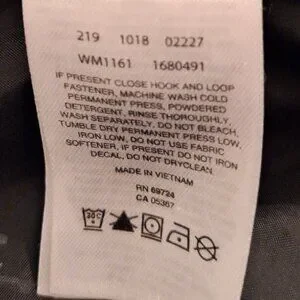 219 1018 02227
WM1161 1680491
IF PRESENT CLOSE HOOK AND LOOP
FASTENER, MACHINE WASH COLD
PERMANENT PRESS, POWDERED
DETERGENT, RINSE THOROUGHLY,
WASH SEPARATELY, DO NOT BLEACH,
TUMBLE DRY PERMANENT PRESS LOW,
IRON LOW, DO NOT USE FABRIC
SOFTENER, IF PRESENT DO NOT IRON
DECAL, DO NOT DRYCLEAN.
MADE IN VIETNAM
RN 69724
CA 05367
30°C